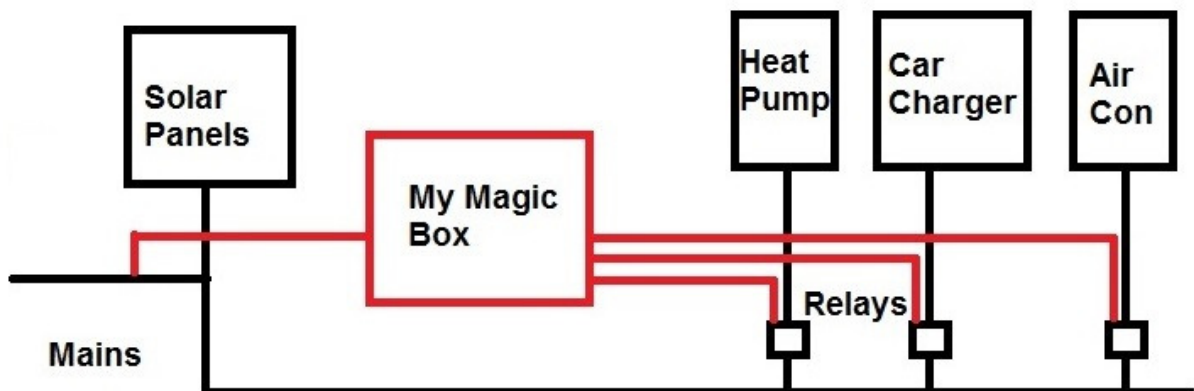 Solar
Panels
My Magic
Box
Heat
Pump
Car
Charger
Air
Con
Relays
Mains